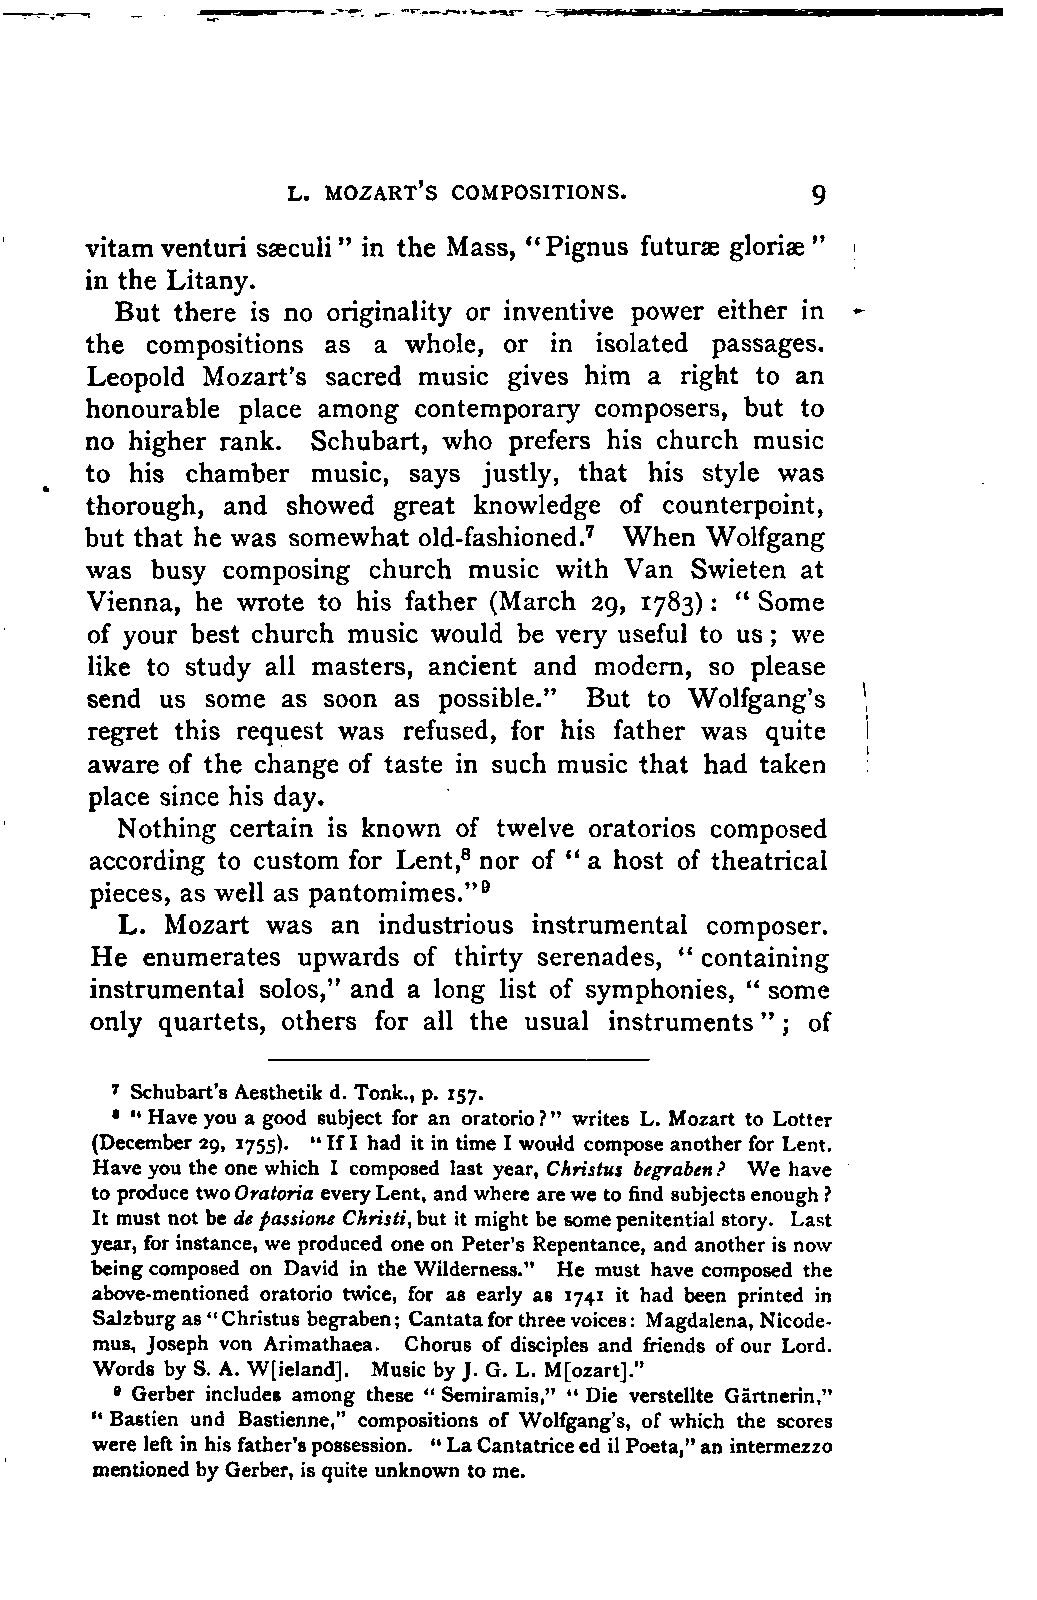 L. MOZART'S COMPOSITIONS. 9
vitam venturi sæculi" in the Mass, "Pignus futuræ gloriæ"
in the Litany.
But there is no originality or inventive power either in
the compositions as a whole, or in isolated passages.
Leopold Mozart's sacred music gives him a right to an
honourable place among contemporary composers, but to
no higher rank. Schubart, who prefers his church music
to his chamber music, says justly, that his style was
thorough, and showed great knowledge of counterpoint,
but that he was somewhat old-fashioned.⁷ When Wolfgang
was busy composing church music with Van Swieten at
Vienna, he wrote to his father (March 29, 1783): "Some
of your best church music would be very useful to us; we
like to study all masters, ancient and modern, so please
send us some as soon as possible." But to Wolfgang's
regret this request was refused, for his father was quite
aware of the change of taste in such music that had taken
place since his day.
Nothing certain is known of twelve oratorios composed
according to custom for Lent,⁸ nor of "a host of theatrical
pieces, as well as pantomimes."⁹
L. Mozart was an industrious instrumental composer.
He enumerates upwards of thirty serenades, "containing
instrumental solos," and a long list of symphonies, "some
only quartets, others for all the usual instruments"; of
⁷ Schubart's Aesthetik d. Tonk., p. 157.
⁸ "Have you a good subject for an oratorio?" writes L. Mozart to Lotter
(December 29, 1755). "If I had it in time I would compose another for Lent.
Have you the one which I composed last year, Christus begraben? We have
to produce two Oratoria every Lent, and where are we to find subjects enough?
It must not be de passione Christi, but it might be some penitential story. Last
year, for instance, we produced one on Peter's Repentance, and another is now
being composed on David in the Wilderness." He must have composed the
above-mentioned oratorio twice, for as early as 1741 it had been printed in
Salzburg as "Christus begraben; Cantata for three voices: Magdalena, Nicode-
mus, Joseph von Arimathaea. Chorus of disciples and friends of our Lord.
Words by S. A. W[ieland]. Music by J. G. L. M[ozart]."
⁹ Gerber includes among these "Semiramis," "Die verstellte Gärtnerin,"
"Bastien und Bastienne," compositions of Wolfgang's, of which the scores
were left in his father's possession. "La Cantatrice ed il Poeta," an intermezzo
mentioned by Gerber, is quite unknown to me.